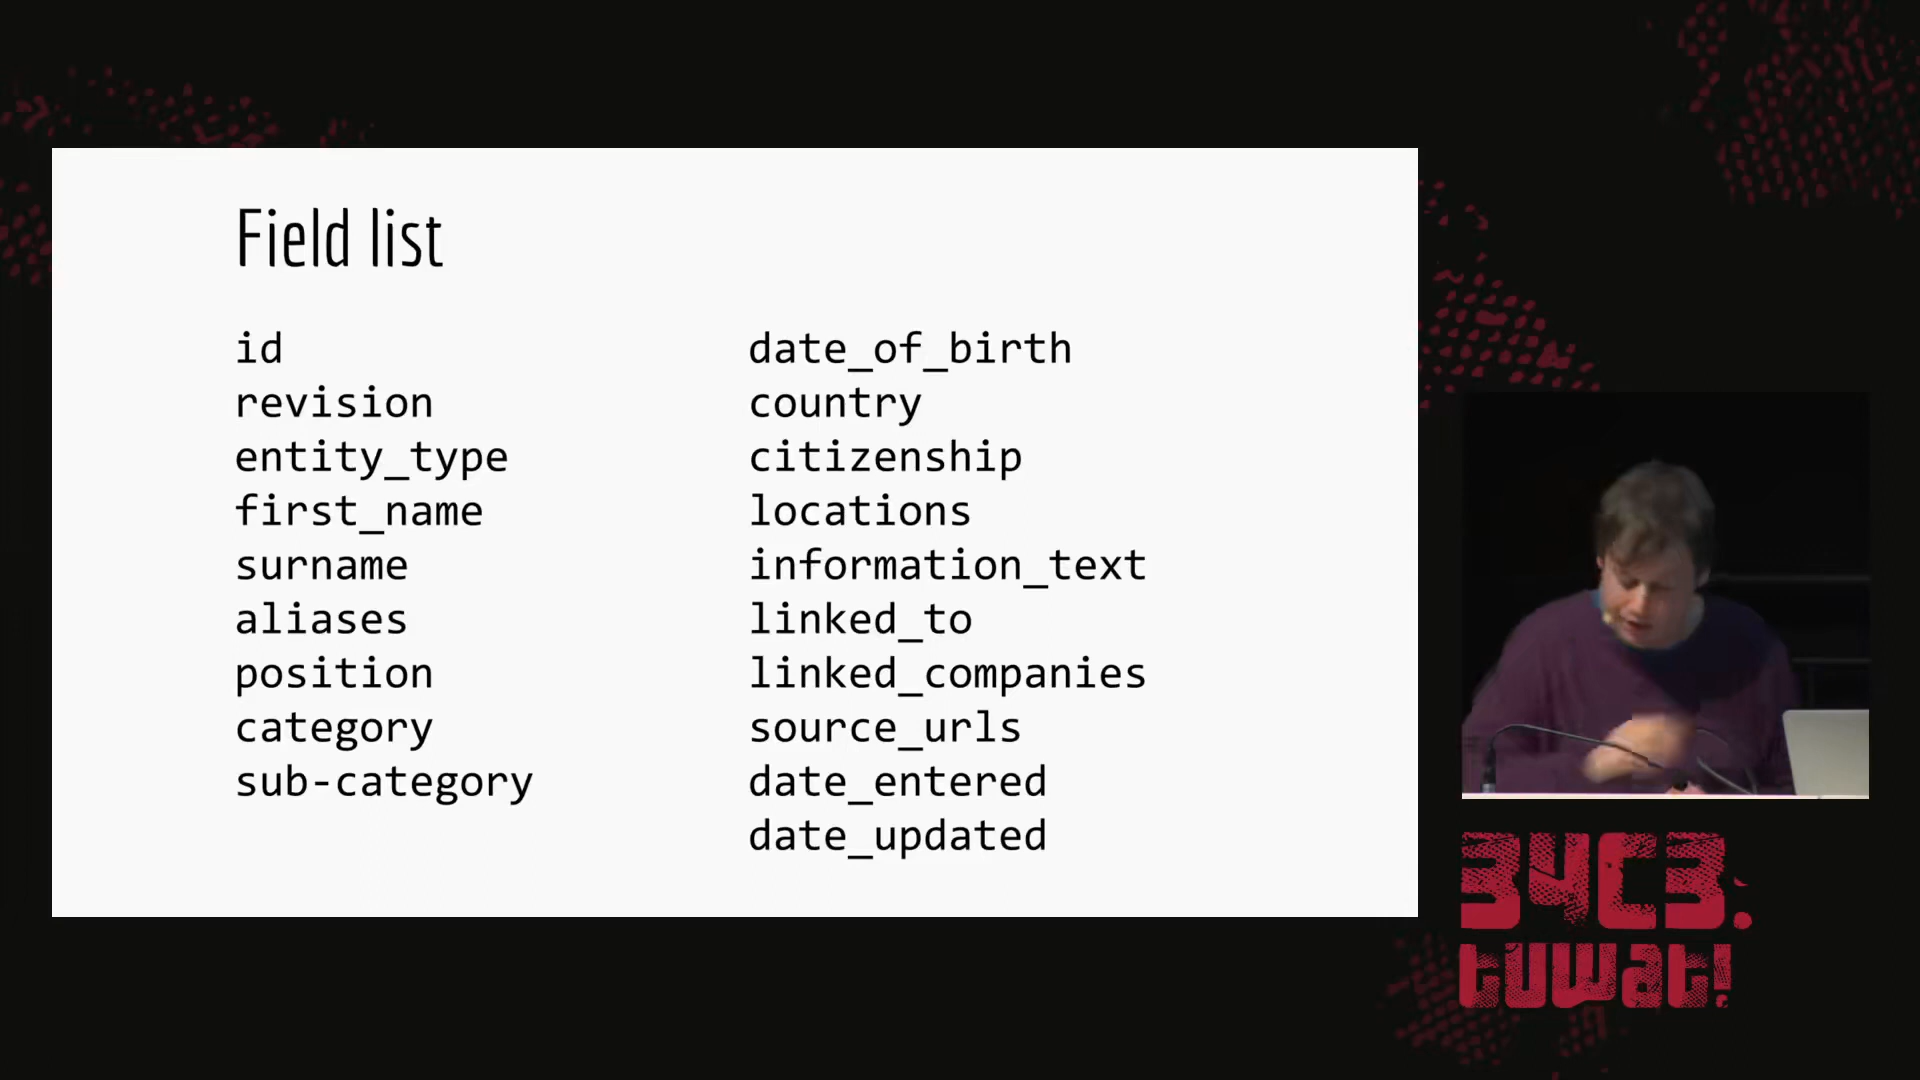 Field list
id
revision
entity_type
first_name
surname
aliases
position
category
sub-category
date_of_birth
country
citizenship
locations
information_text
linked_to
linked_companies
source_urls
date_entered
date_updated
34C3.
tuwat!